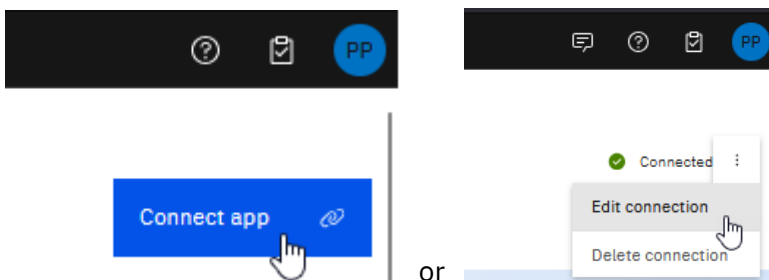 PP
PP
Connected
Connect app
Edit connection
Delete connection
or